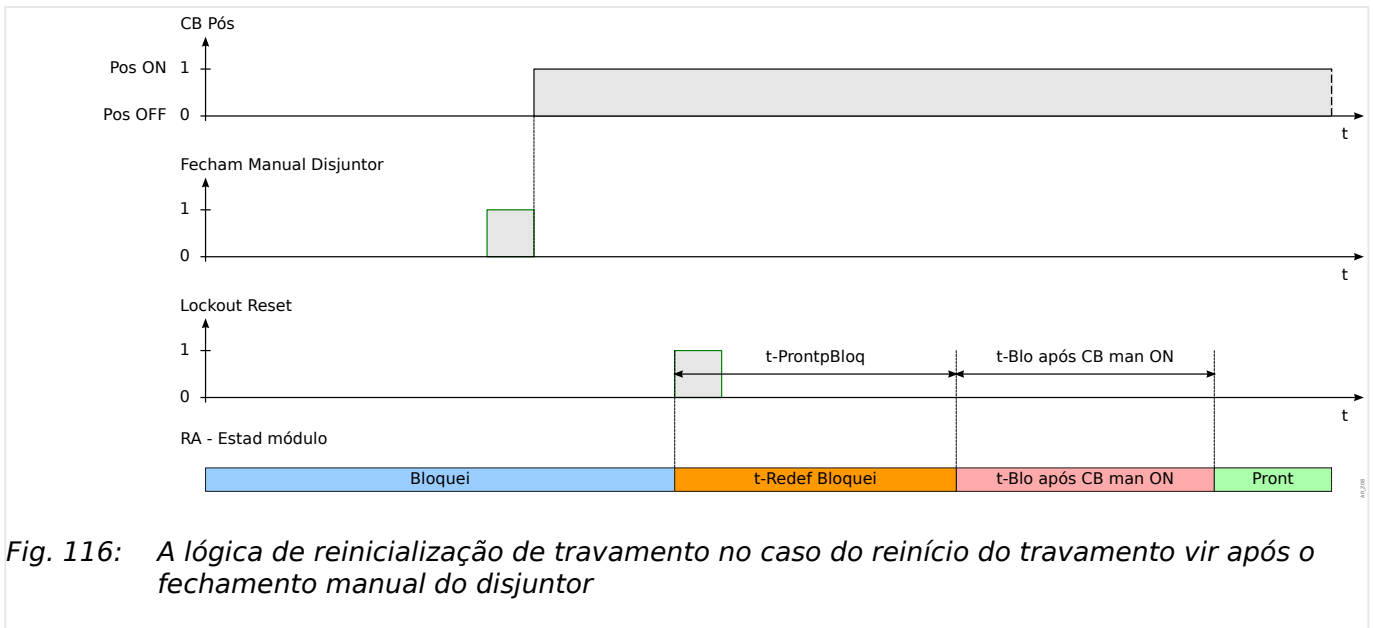 CB Pós
Pos ON 1
Pos OFF 0
t
Fecham Manual Disjuntor
1
0
t
Lockout Reset
1
t-ProntpBloq t-Blo após CB man ON
0
t
RA - Estad módulo
Bloquei t-Redef Bloquei t-Blo após CB man ON Pront
Fig. 116: A lógica de reinicialização de travamento no caso do reinício do travamento vir após o
fechamento manual do disjuntor